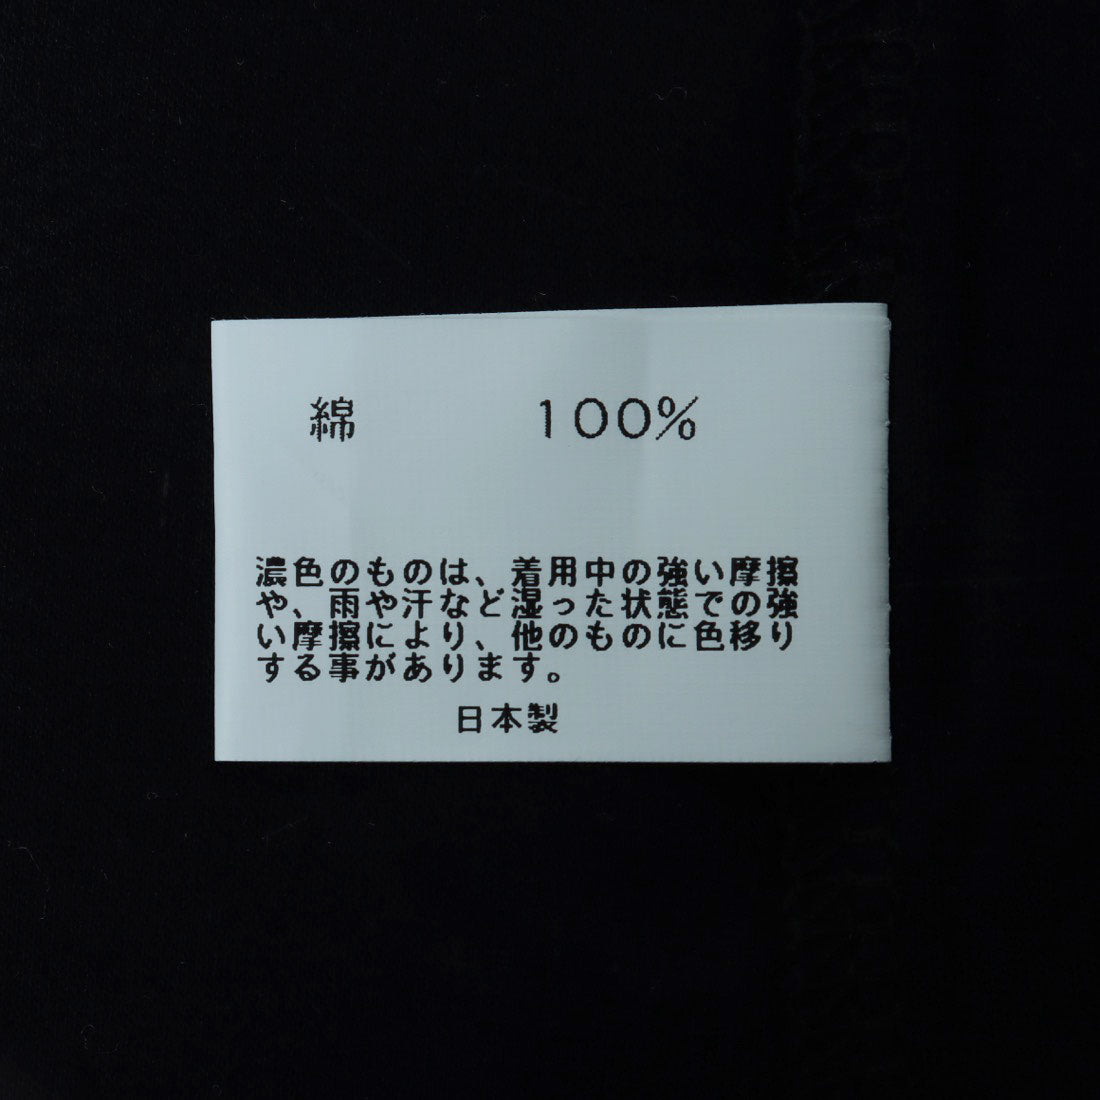 綿 100%
濃色のものは、着用中の強い摩擦
や、雨や汗など湿った状態での強
い摩擦により、他のものに色移り
する事があります。
日本製